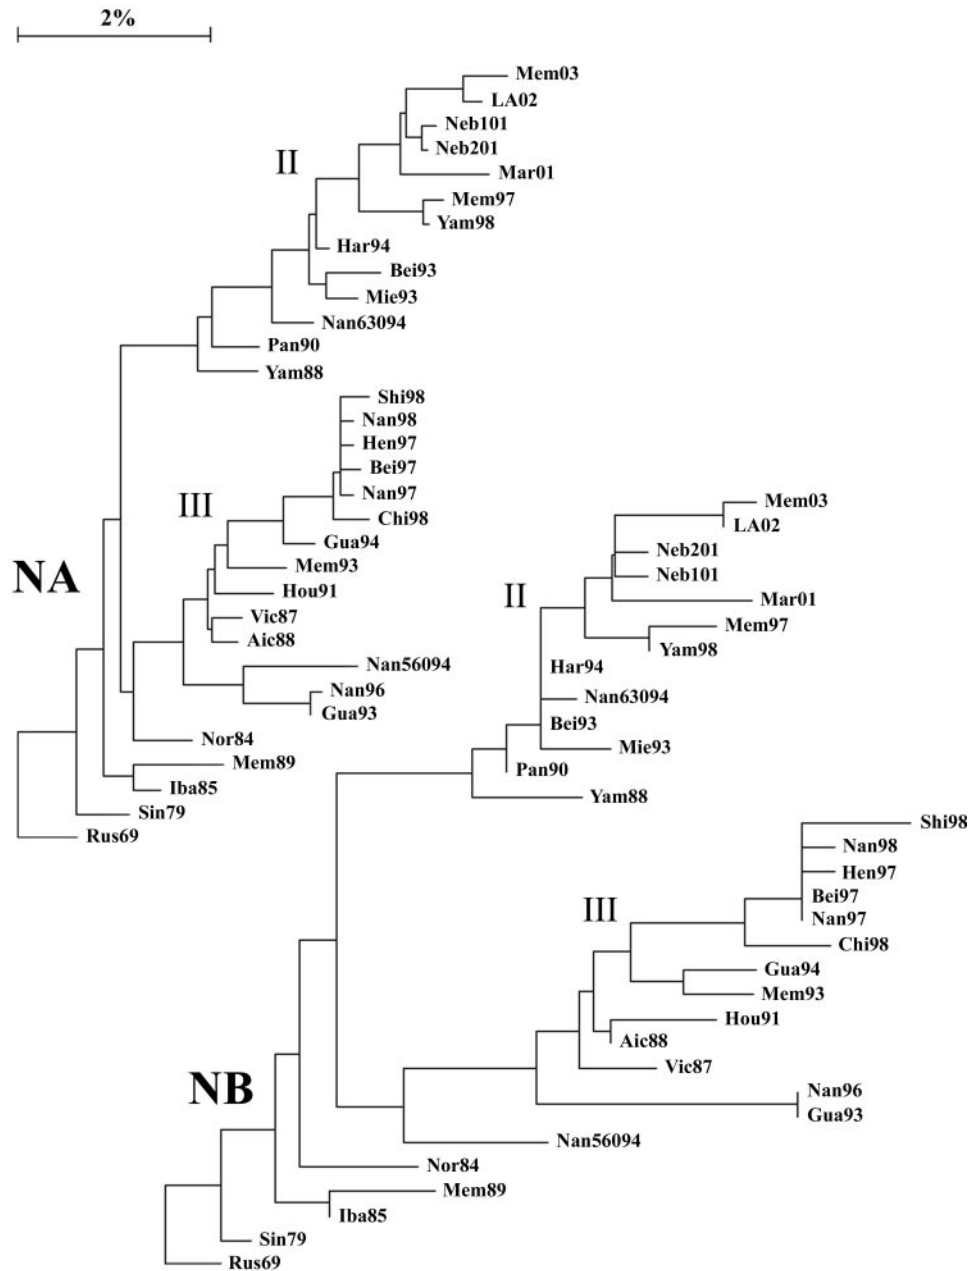 2%
Mem03
LA02
Neb101
Neb201
II
Mar01
Mem97
Yam98
Har94
Bei93
Mie93
Nan63094
Pan90
Yam88
Shi98
Nan98
Hen97
Bei97
Nan97
III
Chi98
Gua94
Mem93
NA
Hou91
Vic87
Aic88
Nan56094
Nan96
Gua93
Nor84
Mem89
Iba85
Sin79
Rus69
Mem03
LA02
Neb201
Neb101
II
Mar01
Mem97
Yam98
Har94
Nan63094
Bei93
Mie93
Pan90
Yam88
Shi98
Nan98
Hen97
Bei97
III
Nan97
Chi98
Gua94
Mem93
Hou91
Aic88
Vic87
NB
Nan96
Gua93
Nan56094
Nor84
Mem89
Iba85
Sin79
Rus69